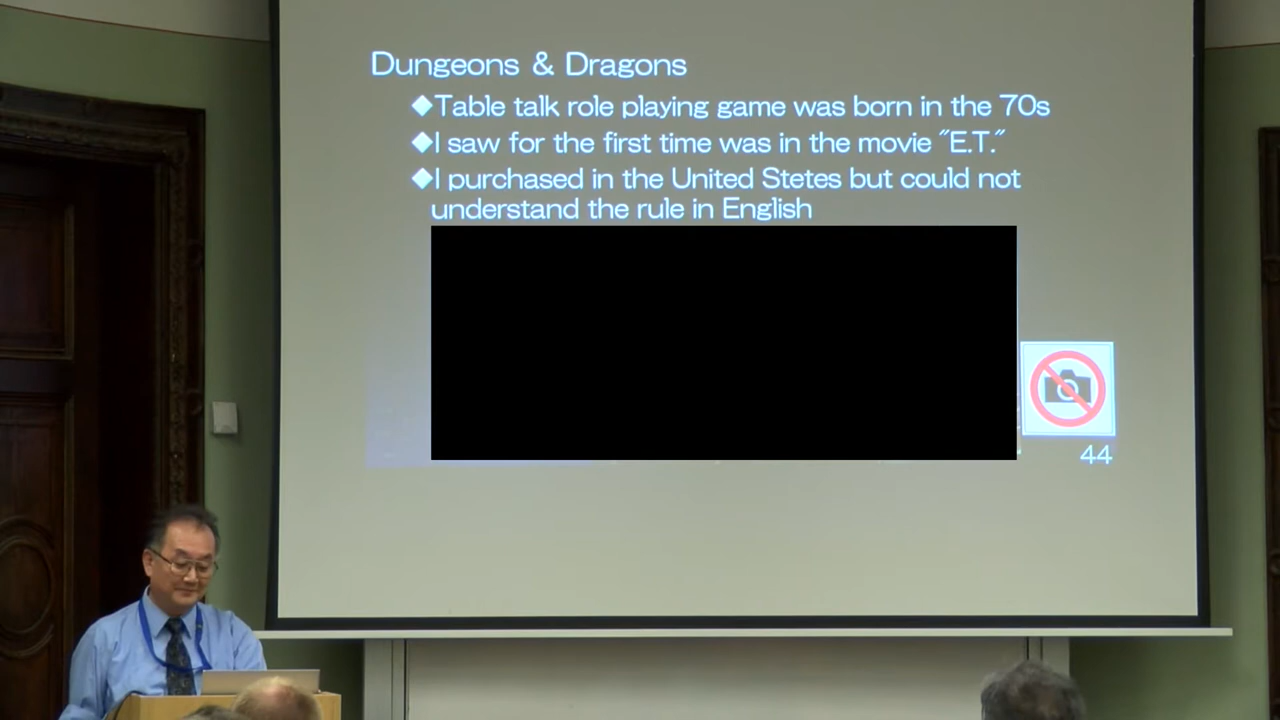 Dungeons & Dragons
◆Table talk role playing game was born in the 70s
◆I saw for the first time was in the movie "E.T."
◆I purchased in the United Stetes but could not
understand the rule in English
44